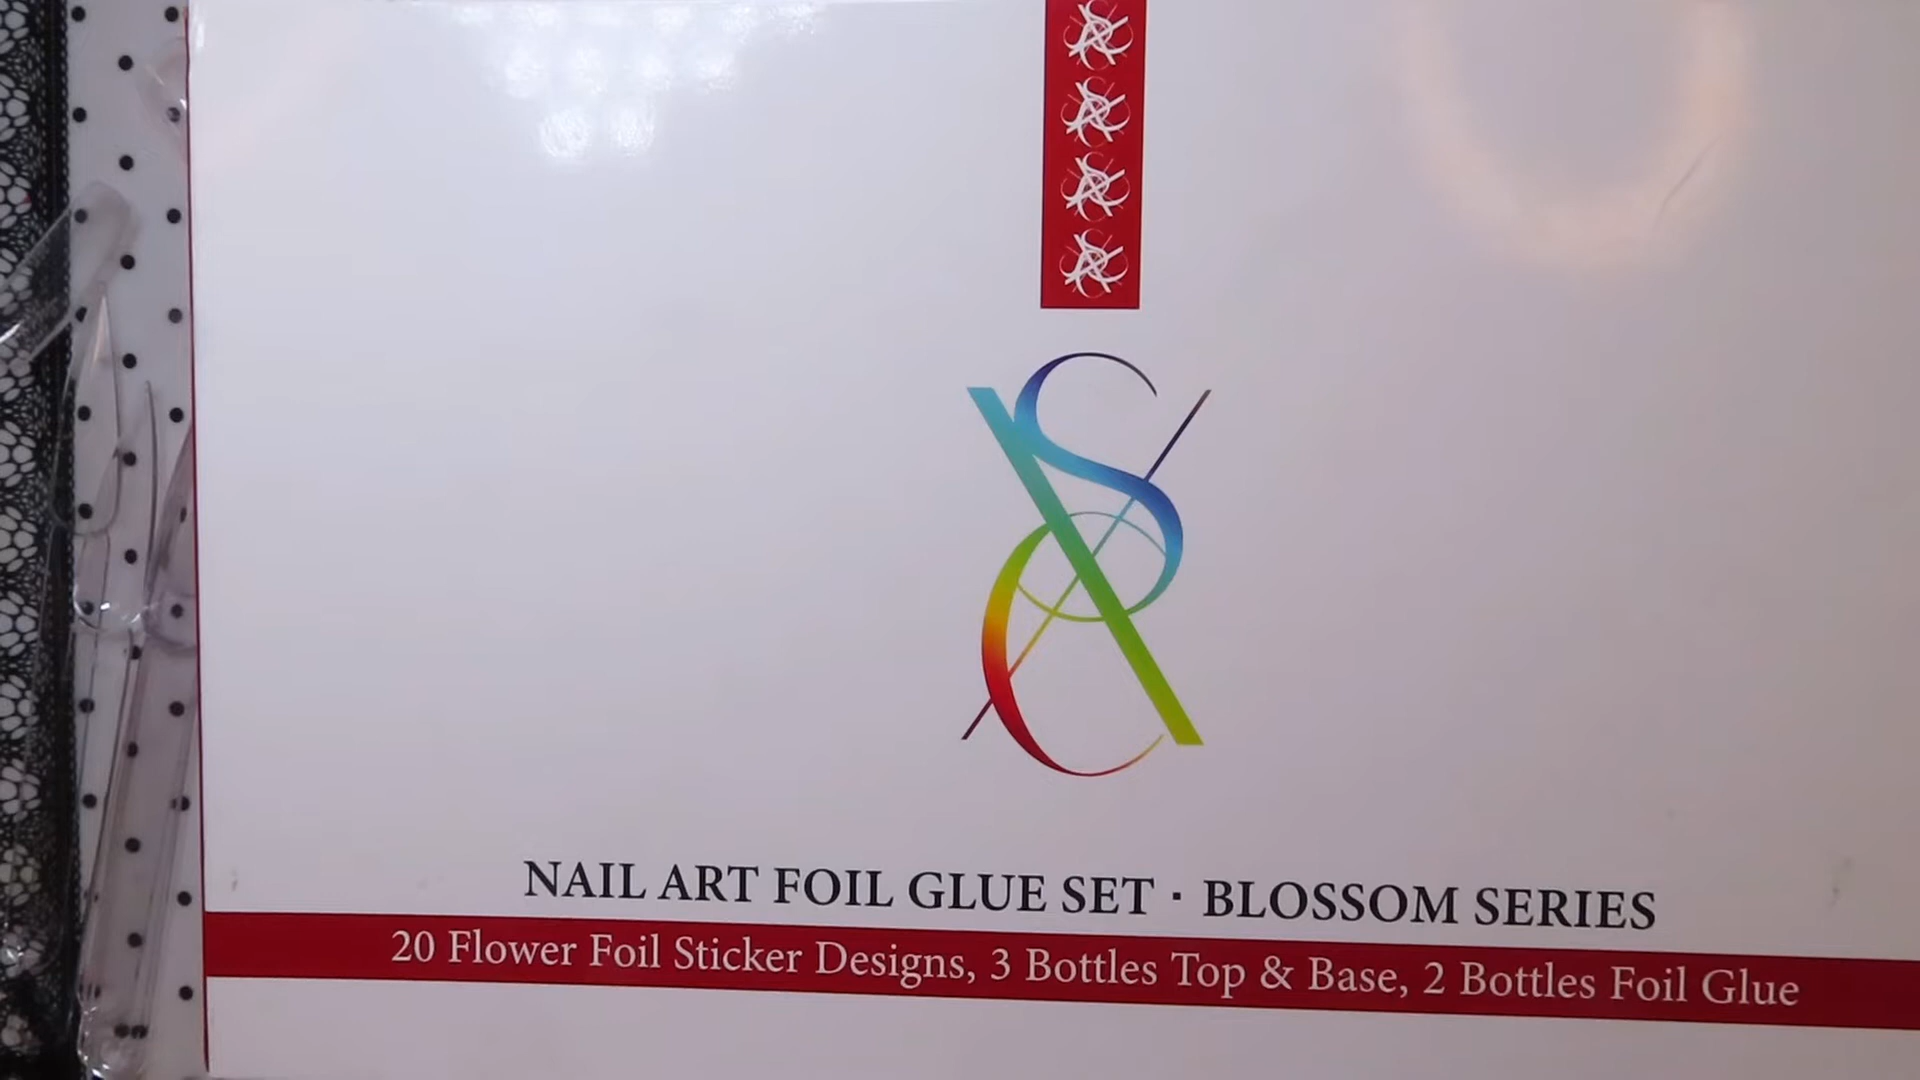 NAIL ART FOIL GLUE SET · BLOSSOM SERIES
20 Flower Foil Sticker Designs, 3 Bottles Top & Base, 2 Bottles Foil Glue